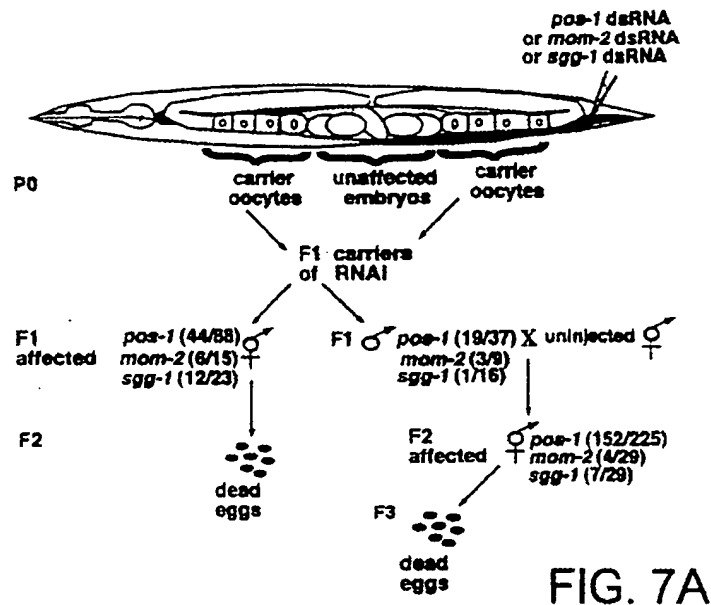 pos-1 dsRNA
or mom-2 dsRNA
or sgg-1 dsRNA
carrier oocytes
unaffected embryos
carrier oocytes
P0
F1 carriers
of RNAI
F1 affected
pos-1 (44/88)
mom-2 (6/15)
sgg-1 (12/23)
F1
pos-1 (19/37) X uninjected
mom-2 (3/9)
sgg-1 (1/16)
F2
dead
eggs
F2 affected
pos-1 (152/225)
mom-2 (4/29)
sgg-1 (7/29)
F3
dead
eggs
FIG. 7A